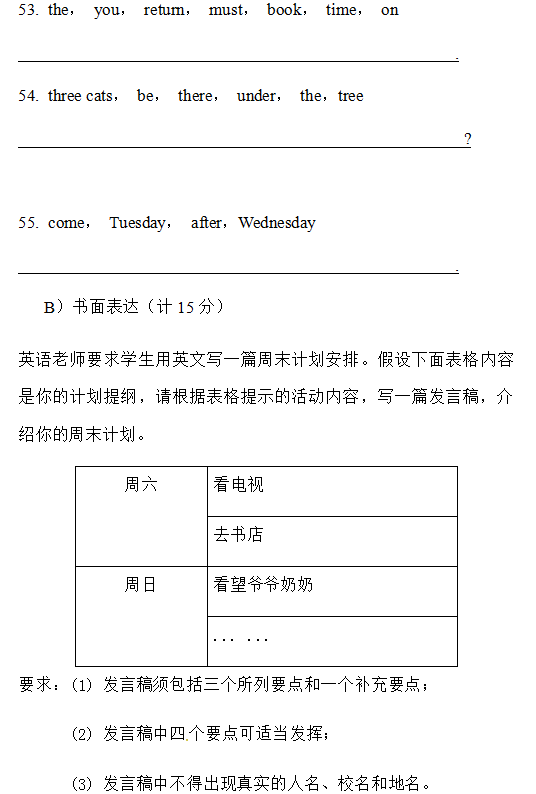 53. the， you， return， must， book， time， on
.
54. three cats， be， there， under， the，tree
?
55. come， Tuesday， after，Wednesday
.
B）书面表达（计 15 分）
英语老师要求学生用英文写一篇周末计划安排。假设下面表格内容
是你的计划提纲，请根据表格提示的活动内容，写一篇发言稿，介
绍你的周末计划。
周六 看电视
去书店
周日 看望爷爷奶奶
... ...
要求：(1) 发言稿须包括三个所列要点和一个补充要点；
(2) 发言稿中四个要点可适当发挥；
(3) 发言稿中不得出现真实的人名、校名和地名。